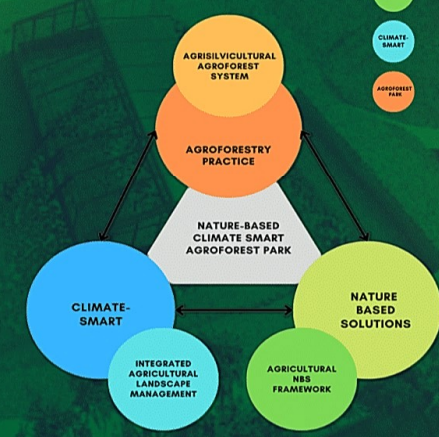 CLIMATE-
SMART
AGROFOREST
PARK
AGRISILVICULTURAL
AGROFOREST
SYSTEM
AGROFORESTRY
PRACTICE
NATURE-BASED
CLIMATE SMART
AGROFOREST PARK
CLIMATE-
SMART
NATURE
BASED
SOLUTIONS
INTEGRATED
AGRICULTURAL
LANDSCAPE
MANAGEMENT
AGRICULTURAL
NBS
FRAMEWORK